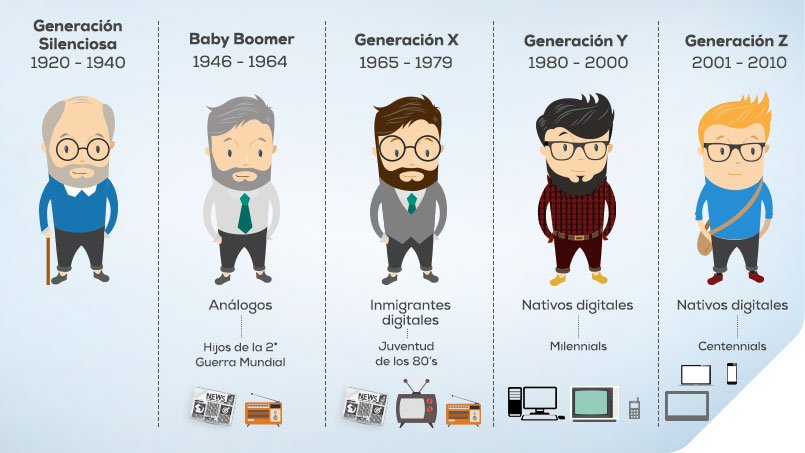 Generación
Silenciosa
1920 - 1940
Baby Boomer
1946 - 1964
Análogos
Hijos de la 2ª
Guerra Mundial
NEWS
Generación X
1965 - 1979
Inmigrantes
digitales
Juventud
de los 80's
NEWS
Generación Y
1980 - 2000
Nativos digitales
Milennials
Generación Z
2001 - 2010
Nativos digitales
Centennials